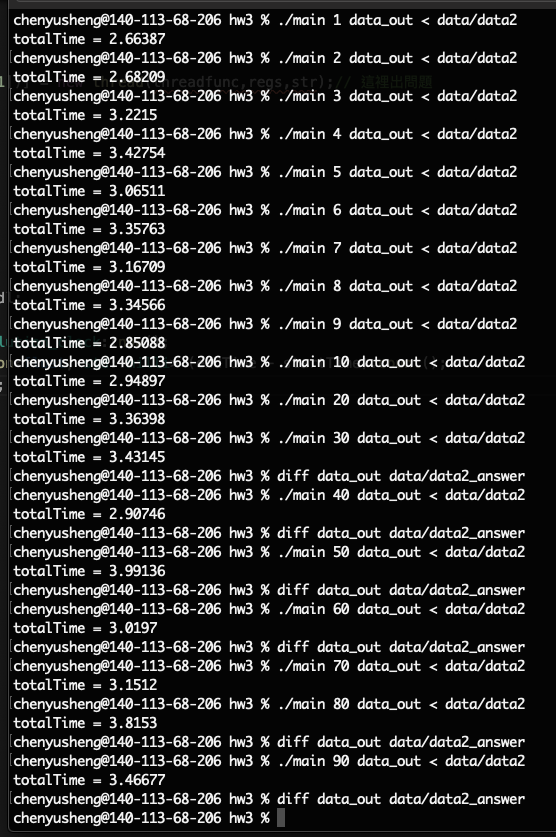 chenyusheng@140-113-68-206 hw3 % ./main 1 data_out < data/data2
totalTime = 2.66387
chenyusheng@140-113-68-206 hw3 % ./main 2 data_out < data/data2
totalTime = 2.68209
new thread(threadfunc,regs,str);// 這裡出問題
chenyusheng@140-113-68-206 hw3 % ./main 3 data_out < data/data2
totalTime = 3.2215
chenyusheng@140-113-68-206 hw3 % ./main 4 data_out < data/data2
totalTime = 3.42754
chenyusheng@140-113-68-206 hw3 % ./main 5 data_out < data/data2
totalTime = 3.06511
chenyusheng@140-113-68-206 hw3 % ./main 6 data_out < data/data2
totalTime = 3.35763
chenyusheng@140-113-68-206 hw3 % ./main 7 data_out < data/data2
totalTime = 3.16709
chenyusheng@140-113-68-206 hw3 % ./main 8 data_out < data/data2
totalTime = 3.34566
chenyusheng@140-113-68-206 hw3 % ./main 9 data_out < data/data2
totalTime = 2.85088
chenyusheng@140-113-68-206 hw3 % ./main 10 data_out < data/data2
totalTime = 2.94897
chenyusheng@140-113-68-206 hw3 % ./main 20 data_out < data/data2
totalTime = 3.36398
chenyusheng@140-113-68-206 hw3 % ./main 30 data_out < data/data2
totalTime = 3.43145
chenyusheng@140-113-68-206 hw3 % diff data_out data/data2_answer
chenyusheng@140-113-68-206 hw3 % ./main 40 data_out < data/data2
totalTime = 2.90746
chenyusheng@140-113-68-206 hw3 % diff data_out data/data2_answer
chenyusheng@140-113-68-206 hw3 % ./main 50 data_out < data/data2
totalTime = 3.99136
chenyusheng@140-113-68-206 hw3 % diff data_out data/data2_answer
chenyusheng@140-113-68-206 hw3 % ./main 60 data_out < data/data2
totalTime = 3.0197
chenyusheng@140-113-68-206 hw3 % diff data_out data/data2_answer
chenyusheng@140-113-68-206 hw3 % ./main 70 data_out < data/data2
totalTime = 3.1512
chenyusheng@140-113-68-206 hw3 % ./main 80 data_out < data/data2
totalTime = 3.8153
chenyusheng@140-113-68-206 hw3 % diff data_out data/data2_answer
chenyusheng@140-113-68-206 hw3 % ./main 90 data_out < data/data2
totalTime = 3.46677
chenyusheng@140-113-68-206 hw3 % diff data_out data/data2_answer
chenyusheng@140-113-68-206 hw3 %